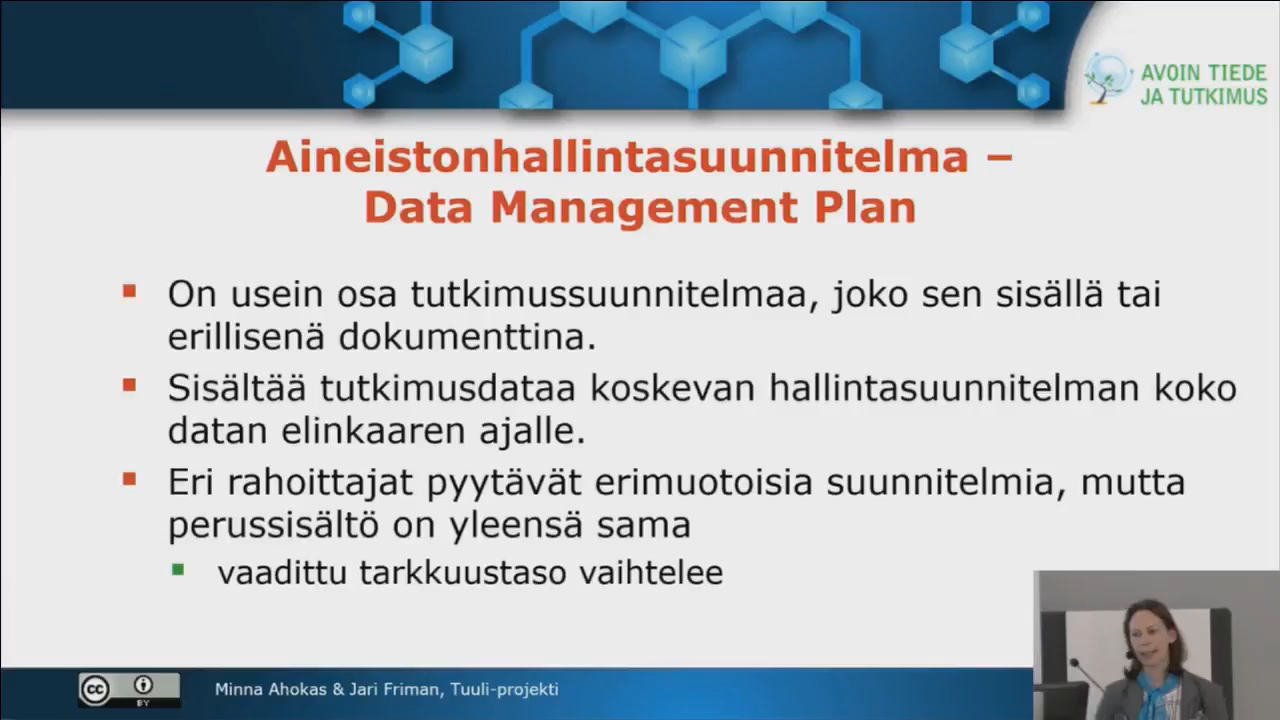 AVOIN TIEDE
JA TUTKIMUS
Aineistonhallintasuunnitelma –
Data Management Plan
On usein osa tutkimussuunnitelmaa, joko sen sisällä tai
erillisenä dokumenttina.
Sisältää tutkimusdataa koskevan hallintasuunnitelman koko
datan elinkaaren ajalle.
Eri rahoittajat pyytävät erimuotoisia suunnitelmia, mutta
perussisältö on yleensä sama
vaadittu tarkkuustaso vaihtelee
cc
BY
Minna Ahokas & Jari Friman, Tuuli-projekti